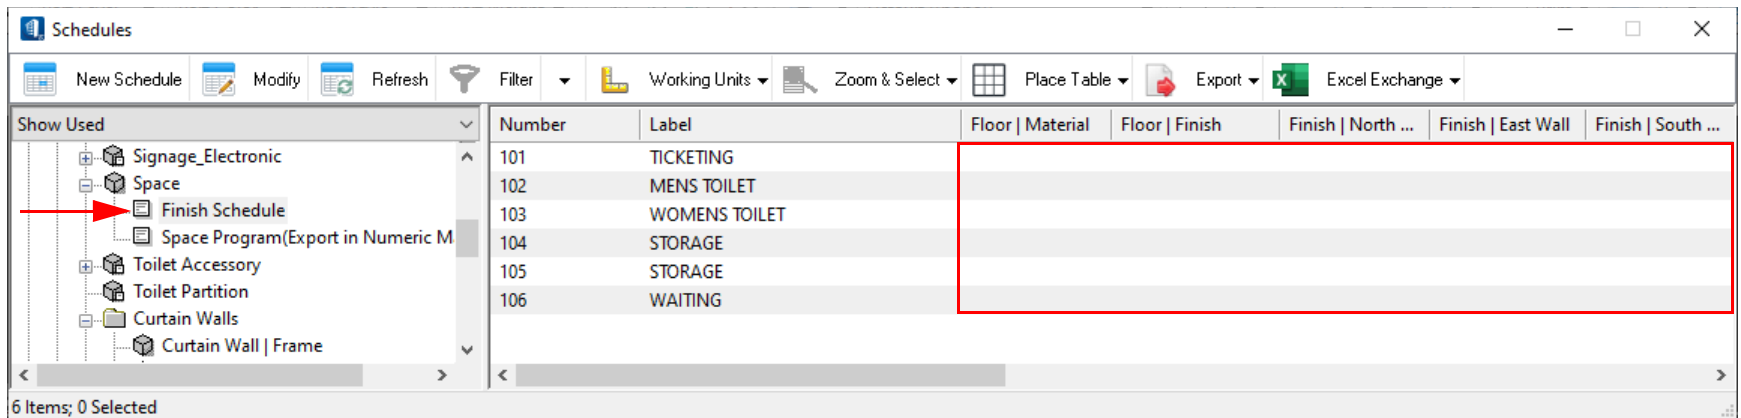 Schedules
New Schedule Modify Refresh Filter Working Units Zoom & Select Place Table Export Excel Exchange
Show Used
Signage_Electronic
Space
Finish Schedule
Space Program(Export in Numeric M
Toilet Accessory
Toilet Partition
Curtain Walls
Curtain Wall | Frame
Number Label Floor | Material Floor | Finish Finish | North ... Finish | East Wall Finish | South ...
101 TICKETING
102 MENS TOILET
103 WOMENS TOILET
104 STORAGE
105 STORAGE
106 WAITING
6 Items; 0 Selected